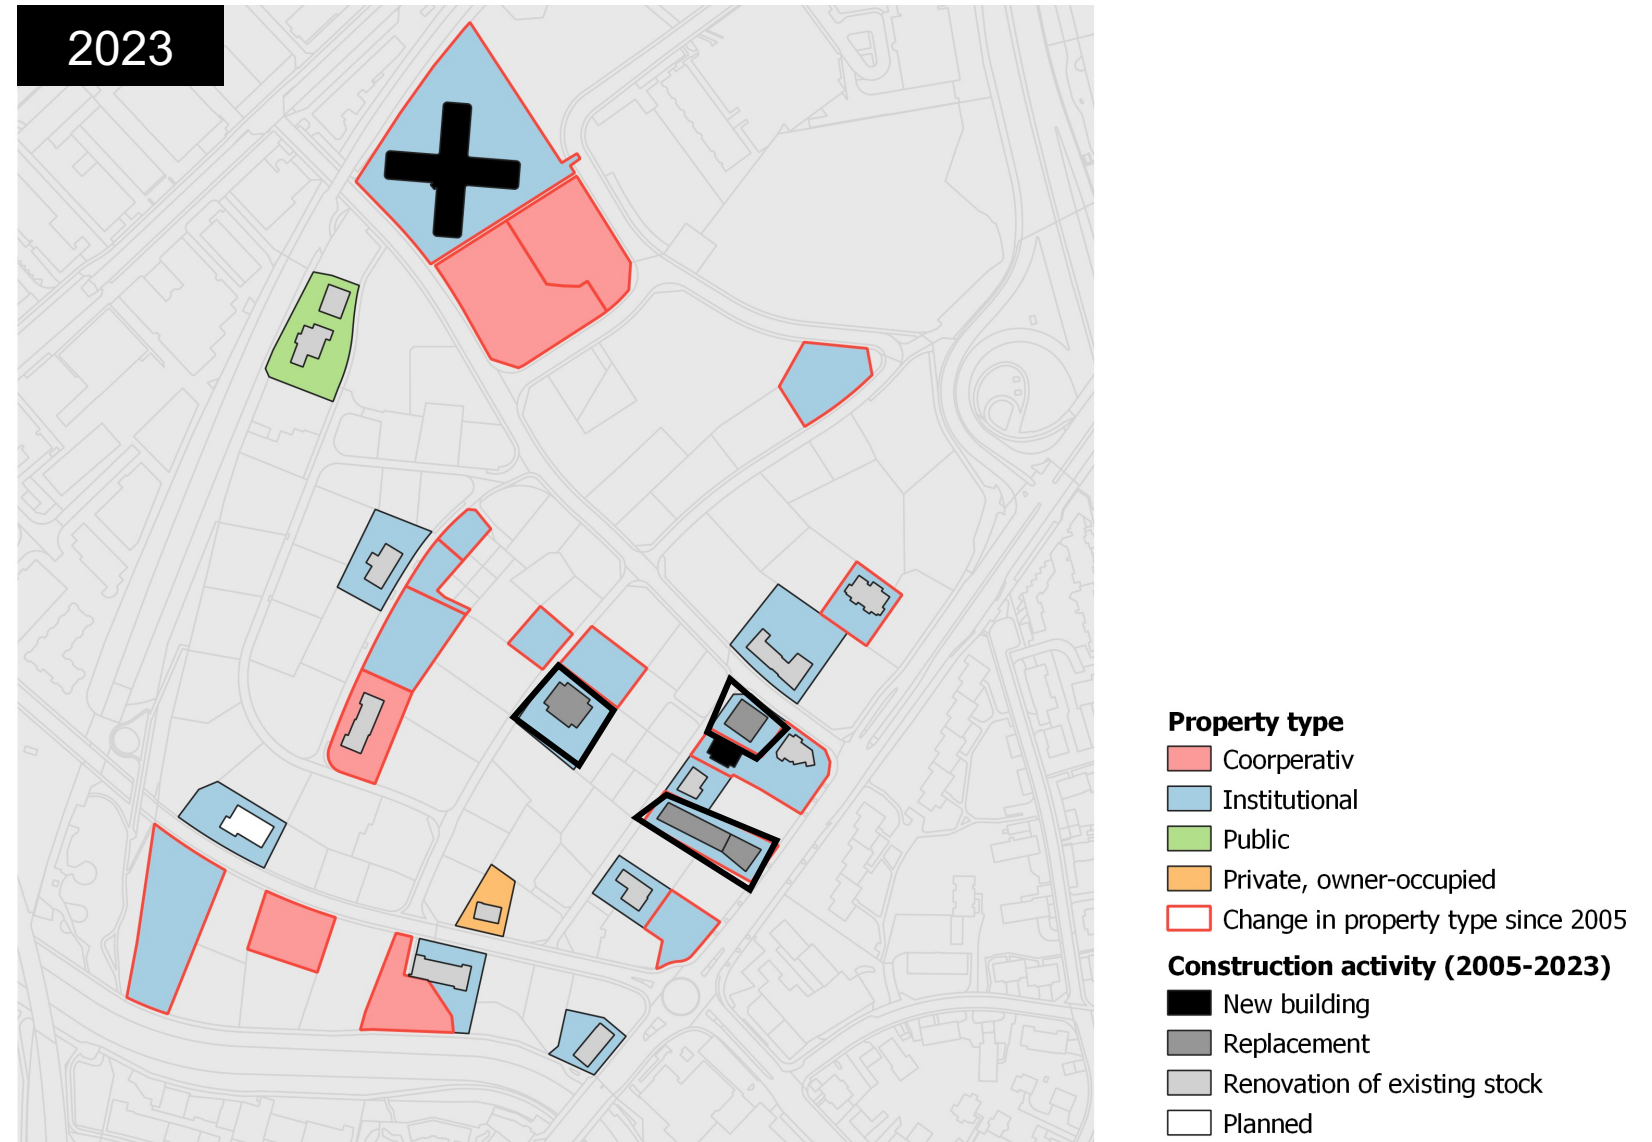 2023
Property type
Coorperativ
Institutional
Public
Private, owner-occupied
Change in property type since 2005
Construction activity (2005-2023)
New building
Replacement
Renovation of existing stock
Planned